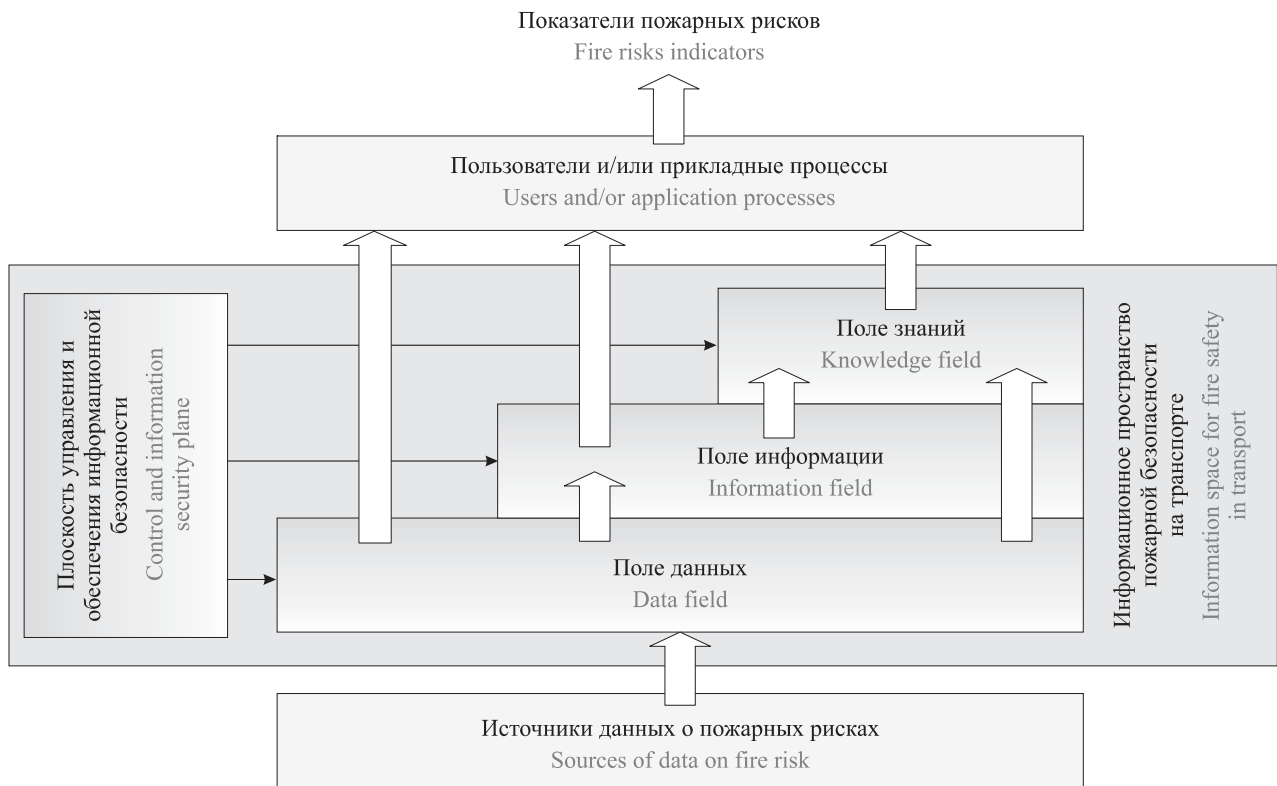 Показатели пожарных рисков
Fire risks indicators
Пользователи и/или прикладные процессы
Users and/or application processes
Плоскость управления и
обеспечения информационной
безопасности
Control and information
security plane
Поле знаний
Knowledge field
Поле информации
Information field
Поле данных
Data field
Информационное пространство
пожарной безопасности
на транспорте
Information space for fire safety
in transport
Источники данных о пожарных рисках
Sources of data on fire risk